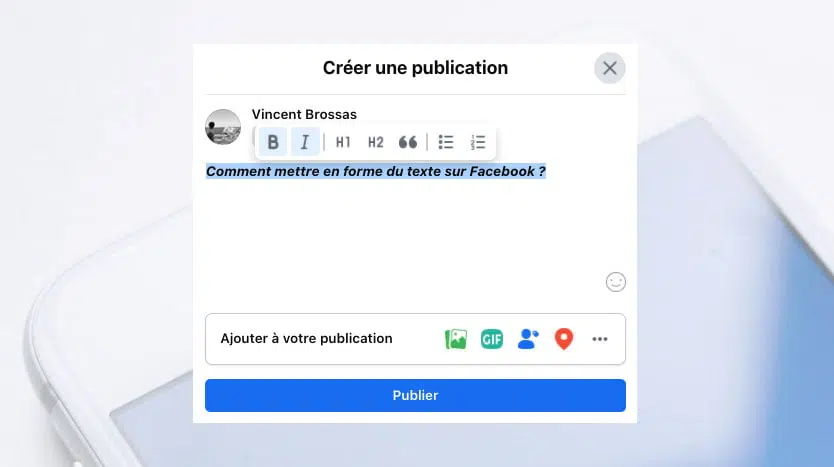 Créer une publication
Vincent Brossas
B I H1 H2
Comment mettre en forme du texte sur Facebook ?
Ajouter à votre publication
GIF
Publier